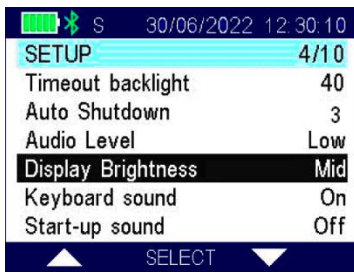 S 30/06/2022 12:30:10
SETUP 4/10
Timeout backlight 40
Auto Shutdown 3
Audio Level Low
Display Brightness Mid
Keyboard sound On
Start-up sound Off
SELECT